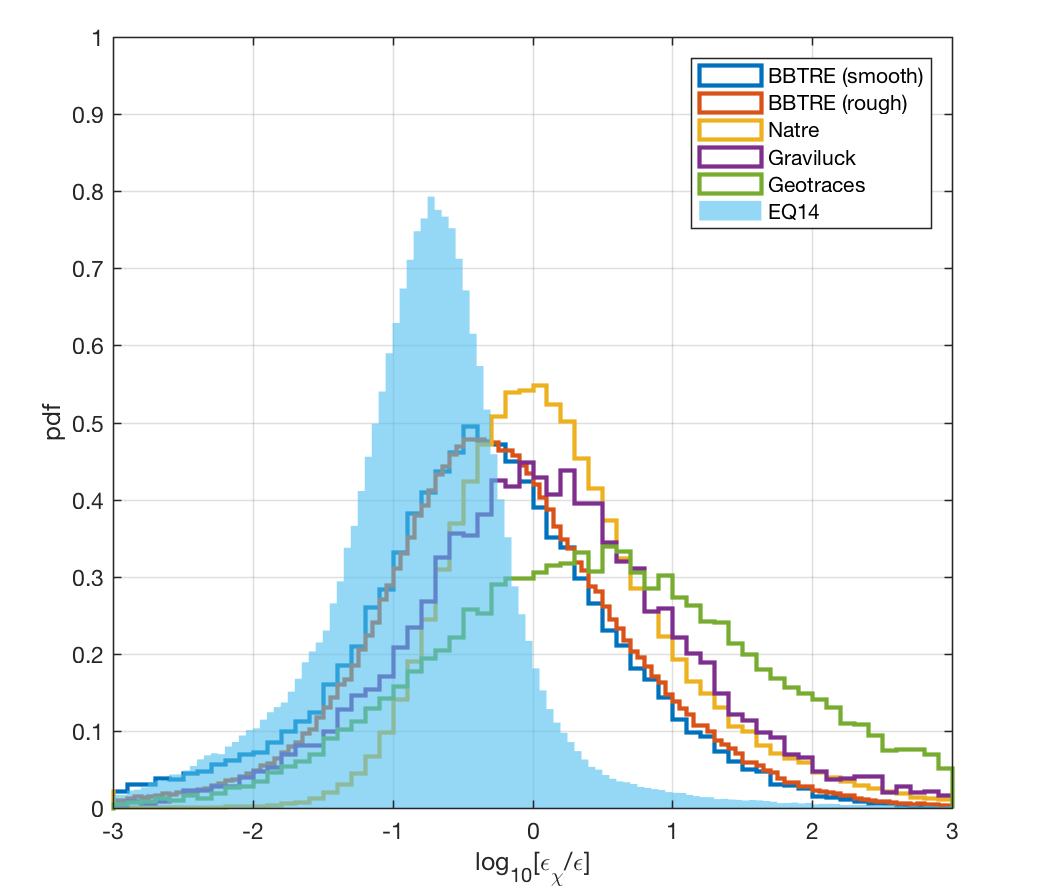 1
0.9
0.8
0.7
0.6
0.5
0.4
0.3
0.2
0.1
0
pdf
BBTRE (smooth)
BBTRE (rough)
Natre
Graviluck
Geotraces
EQ14
-3 -2 -1 0 1 2 3
log10[ϵχ/ϵ]